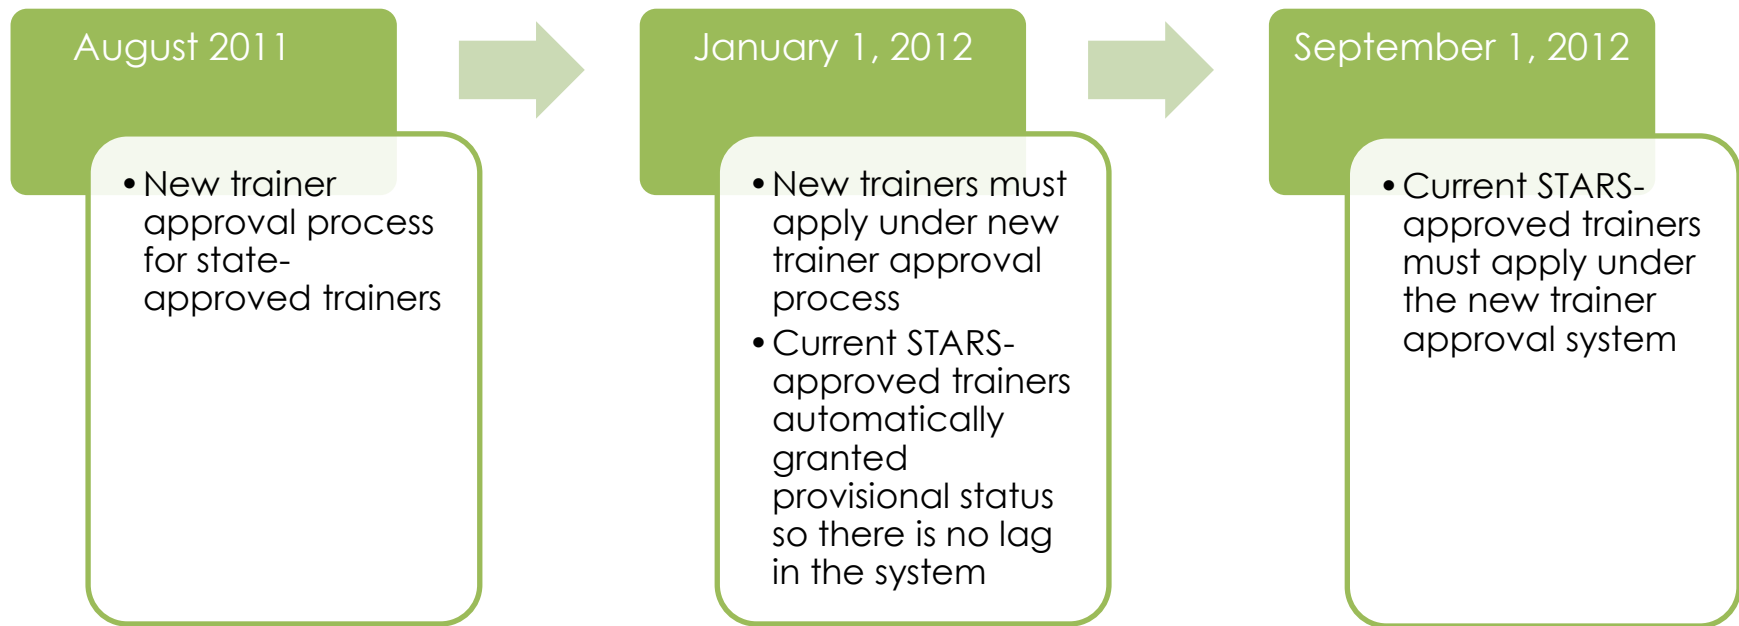 August 2011
• New trainer
approval process
for state-
approved trainers
January 1, 2012
• New trainers must
apply under new
trainer approval
process
• Current STARS-
approved trainers
automatically
granted
provisional status
so there is no lag
in the system
September 1, 2012
• Current STARS-
approved trainers
must apply under
the new trainer
approval system